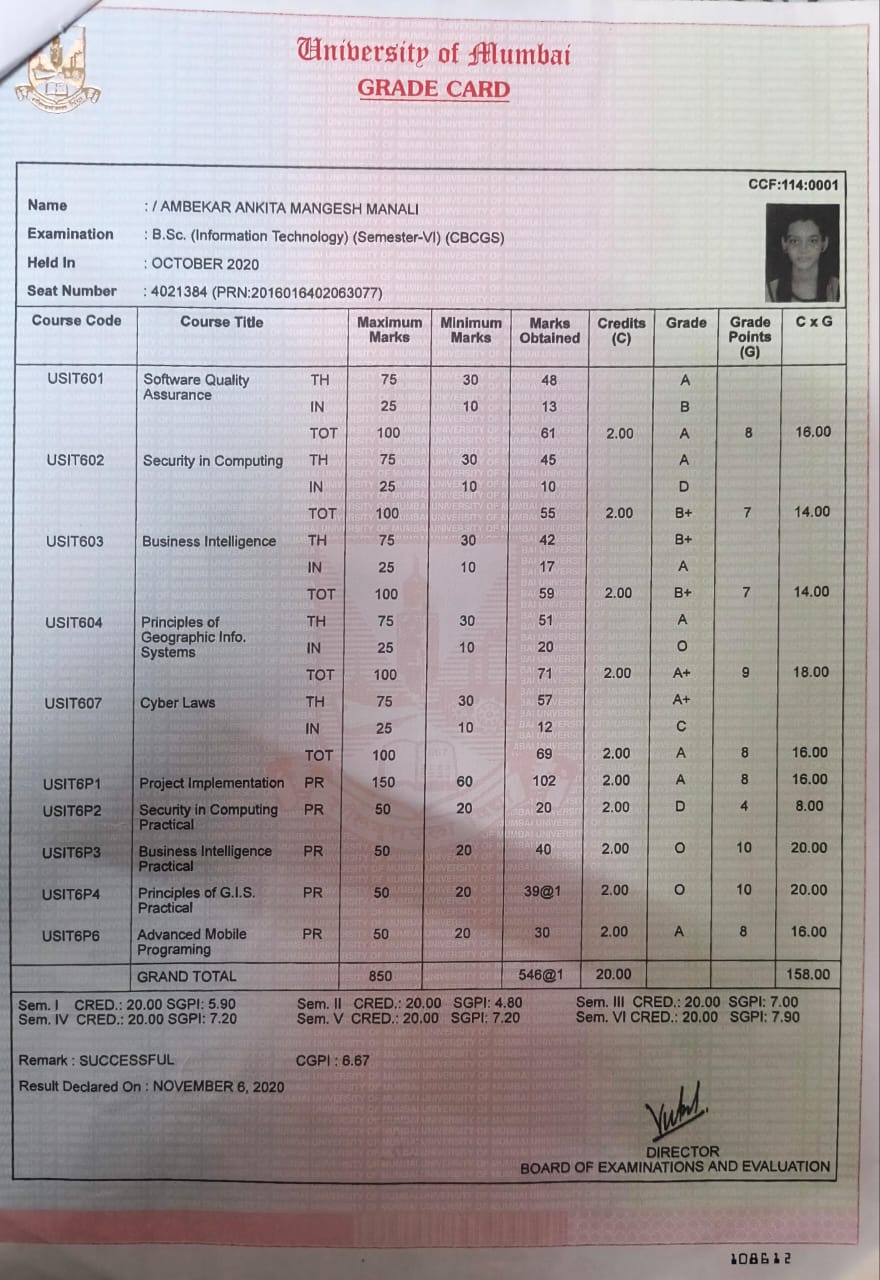 University of Mumbai
GRADE CARD
CCF:114:0001
Name : / AMBEKAR ANKITA MANGESH MANALI
Examination : B.Sc. (Information Technology) (Semester-VI) (CBCGS)
Held In : OCTOBER 2020
Seat Number : 4021384 (PRN:2016016402063077)
Course Code Course Title Maximum Marks Minimum Marks Marks Obtained Credits (C) Grade Grade Points (G) C x G
USIT601 Software Quality TH 75 30 48 A
Assurance
IN 25 10 13 B
TOT 100 61 2.00 A 8 16.00
USIT602 Security in Computing TH 75 30 45 A
IN 25 10 10 D
TOT 100 55 2.00 B+ 7 14.00
USIT603 Business Intelligence TH 75 30 42 B+
IN 25 10 17 A
TOT 100 59 2.00 B+ 7 14.00
USIT604 Principles of TH 75 30 51 A
Geographic Info.
Systems IN 25 10 20 O
TOT 100 71 2.00 A+ 9 18.00
USIT607 Cyber Laws TH 75 30 57 A+
IN 25 10 12 C
TOT 100 69 2.00 A 8 16.00
USIT6P1 Project Implementation PR 150 60 102 2.00 A 8 16.00
USIT6P2 Security in Computing PR 50 20 20 2.00 D 4 8.00
Practical
USIT6P3 Business Intelligence PR 50 20 40 2.00 O 10 20.00
Practical
USIT6P4 Principles of G.I.S. PR 50 20 39@1 2.00 O 10 20.00
Practical
USIT6P6 Advanced Mobile PR 50 20 30 2.00 A 8 16.00
Programing
GRAND TOTAL 850 546@1 20.00 158.00
Sem. I CRED.: 20.00 SGPI: 5.90 Sem. II CRED.: 20.00 SGPI: 4.80 Sem. III CRED.: 20.00 SGPI: 7.00
Sem. IV CRED.: 20.00 SGPI: 7.20 Sem. V CRED.: 20.00 SGPI: 7.20 Sem. VI CRED.: 20.00 SGPI: 7.90
Remark : SUCCESSFUL CGPI : 6.67
Result Declared On : NOVEMBER 6, 2020
DIRECTOR
BOARD OF EXAMINATIONS AND EVALUATION
108612